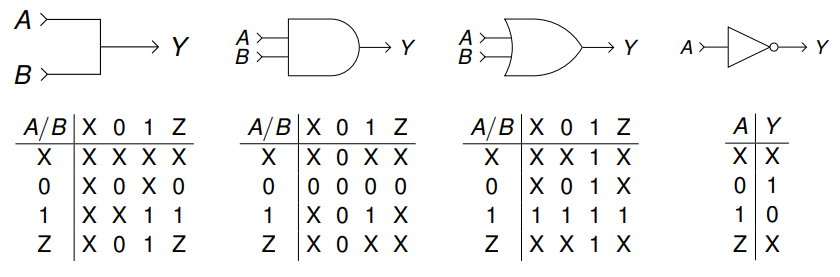 A Y
B
A
B Y
A
B Y
A Y
A/B X 0 1 Z
X X X X X
0 X 0 X 0
1 X X 1 1
Z X 0 1 Z
A/B X 0 1 Z
X X 0 X X
0 0 0 0 0
1 X 0 1 X
Z X 0 X X
A/B X 0 1 Z
X X X 1 X
0 X 0 1 X
1 1 1 1 1
Z X X 1 X
A Y
X X
0 1
1 0
Z X